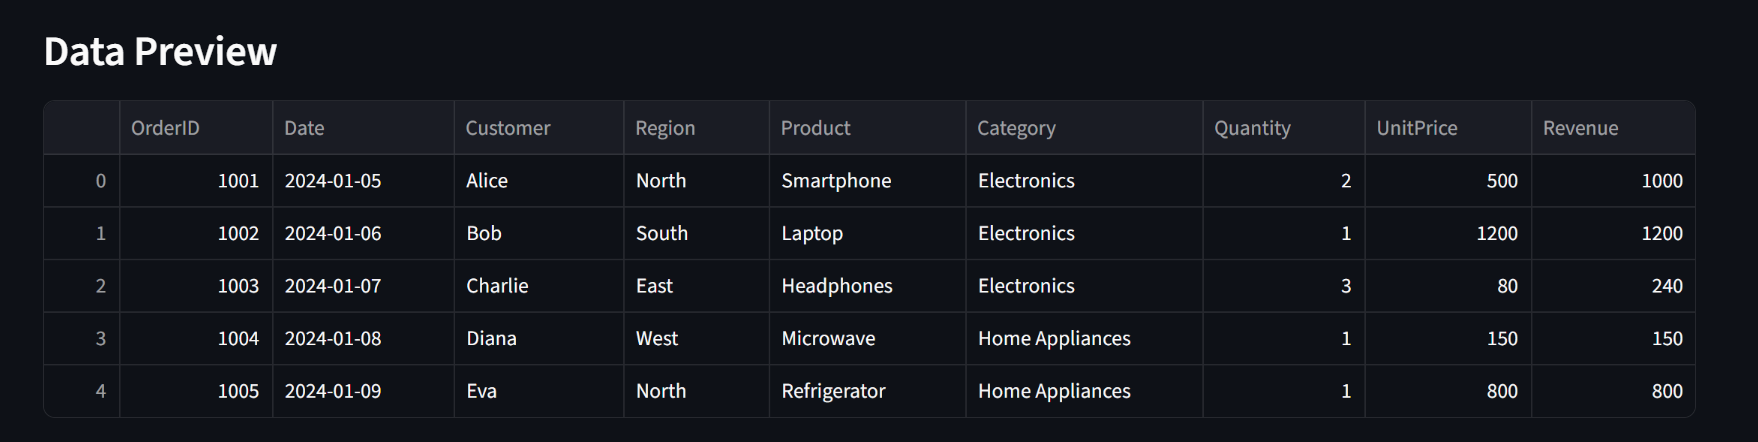 Data Preview
OrderID Date Customer Region Product Category Quantity UnitPrice Revenue
0 1001 2024-01-05 Alice North Smartphone Electronics 2 500 1000
1 1002 2024-01-06 Bob South Laptop Electronics 1 1200 1200
2 1003 2024-01-07 Charlie East Headphones Electronics 3 80 240
3 1004 2024-01-08 Diana West Microwave Home Appliances 1 150 150
4 1005 2024-01-09 Eva North Refrigerator Home Appliances 1 800 800